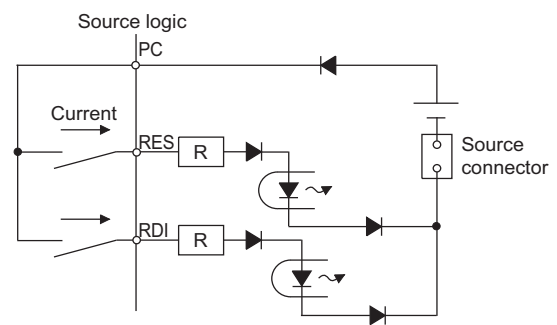 Source logic
PC
Current
RES
R
Source
connector
RDI
R